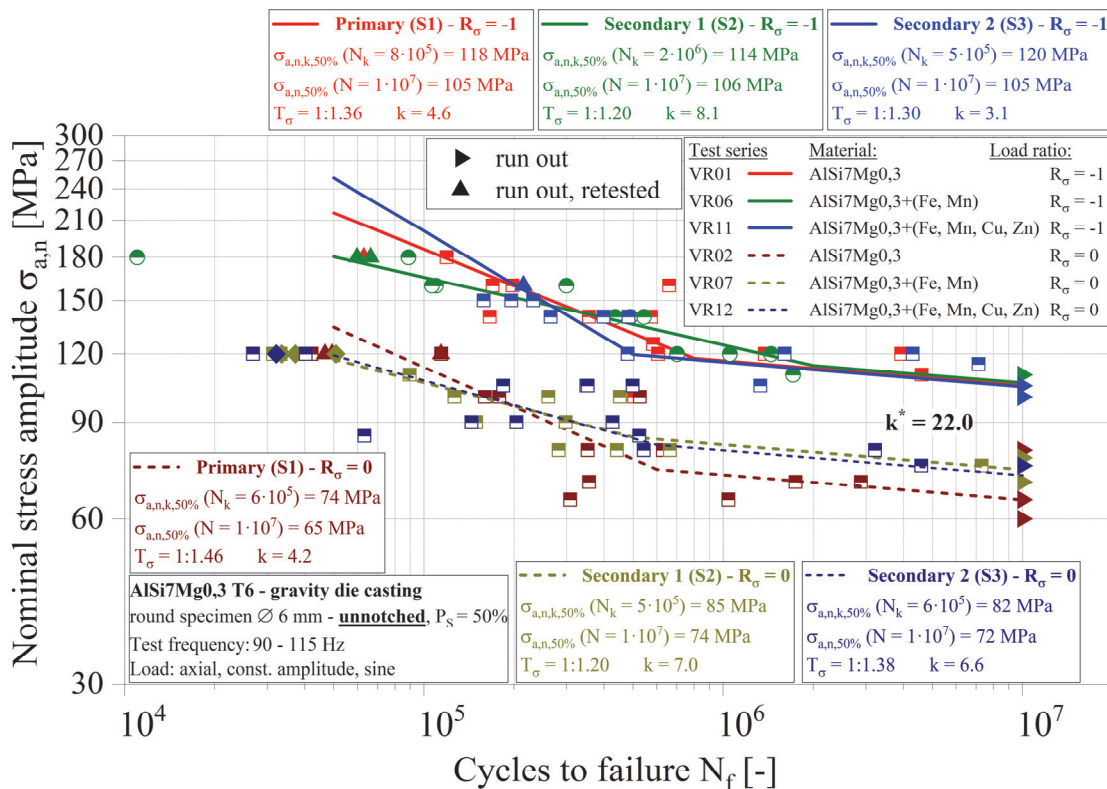 Primary (S1) - Rσ = -1
σa,n,k,50% (Nk = 8·10⁵) = 118 MPa
σa,n,50% (N = 1·10⁷) = 105 MPa
Tσ = 1:1.36 k = 4.6
Secondary 1 (S2) - Rσ = -1
σa,n,k,50% (Nk = 2·10⁶) = 114 MPa
σa,n,50% (N = 1·10⁷) = 106 MPa
Tσ = 1:1.20 k = 8.1
Secondary 2 (S3) - Rσ = -1
σa,n,k,50% (Nk = 5·10⁵) = 120 MPa
σa,n,50% (N = 1·10⁷) = 105 MPa
Tσ = 1:1.30 k = 3.1
Nominal stress amplitude σa,n [MPa]
300
270
240
210
180
150
120
90
60
30
run out
run out, retested
Test series Material: Load ratio:
VR01 AlSi7Mg0,3 Rσ = -1
VR06 AlSi7Mg0,3+(Fe, Mn) Rσ = -1
VR11 AlSi7Mg0,3+(Fe, Mn, Cu, Zn) Rσ = -1
VR02 AlSi7Mg0,3 Rσ = 0
VR07 AlSi7Mg0,3+(Fe, Mn) Rσ = 0
VR12 AlSi7Mg0,3+(Fe, Mn, Cu, Zn) Rσ = 0
k* = 22.0
Primary (S1) - Rσ = 0
σa,n,k,50% (Nk = 6·10⁵) = 74 MPa
σa,n,50% (N = 1·10⁷) = 65 MPa
Tσ = 1:1.46 k = 4.2
AlSi7Mg0,3 T6 - gravity die casting
round specimen ∅ 6 mm - unnotched, PS = 50%
Test frequency: 90 - 115 Hz
Load: axial, const. amplitude, sine
Secondary 1 (S2) - Rσ = 0
σa,n,k,50% (Nk = 5·10⁵) = 85 MPa
σa,n,50% (N = 1·10⁷) = 74 MPa
Tσ = 1:1.20 k = 7.0
Secondary 2 (S3) - Rσ = 0
σa,n,k,50% (Nk = 6·10⁵) = 82 MPa
σa,n,50% (N = 1·10⁷) = 72 MPa
Tσ = 1:1.38 k = 6.6
10⁴ 10⁵ 10⁶ 10⁷
Cycles to failure Nf [-]